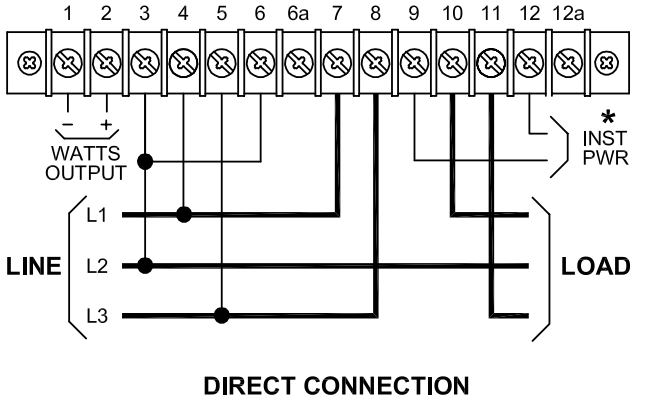 1 2 3 4 5 6 6a 7 8 9 10 11 12 12a
− +
WATTS
OUTPUT
*
INST
PWR
L1
LINE L2 LOAD
L3
DIRECT CONNECTION